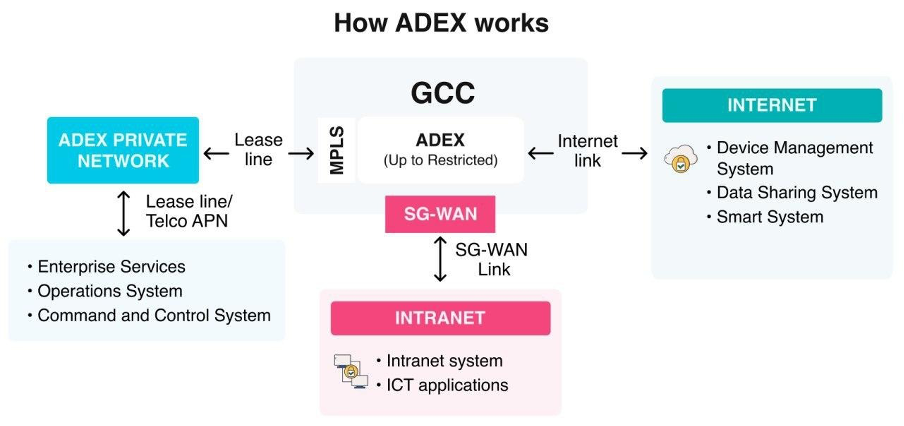 How ADEX works
GCC
MPLS
ADEX
(Up to Restricted)
SG-WAN
ADEX PRIVATE
NETWORK
Lease
line
Lease line/
Telco APN
• Enterprise Services
• Operations System
• Command and Control System
Internet
link
INTERNET
• Device Management
System
• Data Sharing System
• Smart System
SG-WAN
Link
INTRANET
• Intranet system
• ICT applications